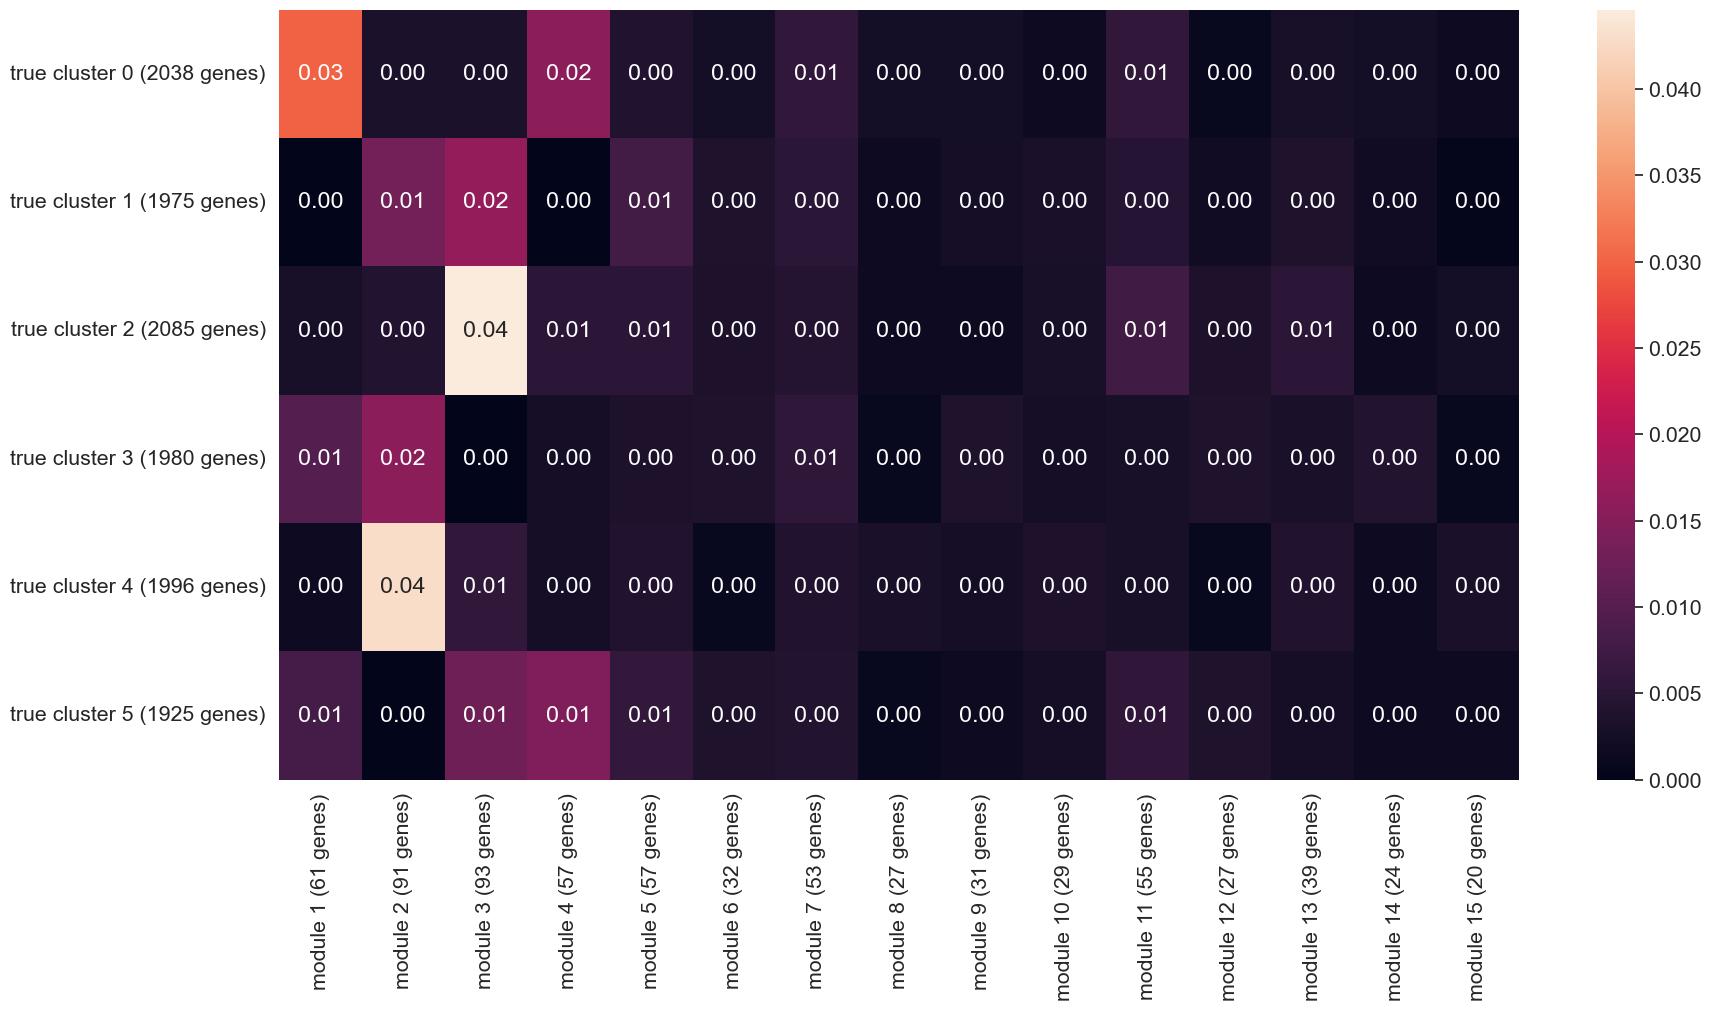 true cluster 0 (2038 genes) 0.03 0.00 0.00 0.02 0.00 0.00 0.01 0.00 0.00 0.00 0.01 0.00 0.00 0.00 0.00
true cluster 1 (1975 genes) 0.00 0.01 0.02 0.00 0.01 0.00 0.00 0.00 0.00 0.00 0.00 0.00 0.00 0.00 0.00
true cluster 2 (2085 genes) 0.00 0.00 0.04 0.01 0.01 0.00 0.00 0.00 0.00 0.00 0.01 0.00 0.01 0.00 0.00
true cluster 3 (1980 genes) 0.01 0.02 0.00 0.00 0.00 0.00 0.01 0.00 0.00 0.00 0.00 0.00 0.00 0.00 0.00
true cluster 4 (1996 genes) 0.00 0.04 0.01 0.00 0.00 0.00 0.00 0.00 0.00 0.00 0.00 0.00 0.00 0.00 0.00
true cluster 5 (1925 genes) 0.01 0.00 0.01 0.01 0.01 0.00 0.00 0.00 0.00 0.00 0.01 0.00 0.00 0.00 0.00
module 1 (61 genes)
module 2 (91 genes)
module 3 (93 genes)
module 4 (57 genes)
module 5 (57 genes)
module 6 (32 genes)
module 7 (53 genes)
module 8 (27 genes)
module 9 (31 genes)
module 10 (29 genes)
module 11 (55 genes)
module 12 (27 genes)
module 13 (39 genes)
module 14 (24 genes)
module 15 (20 genes)
0.040
0.035
0.030
0.025
0.020
0.015
0.010
0.005
0.000